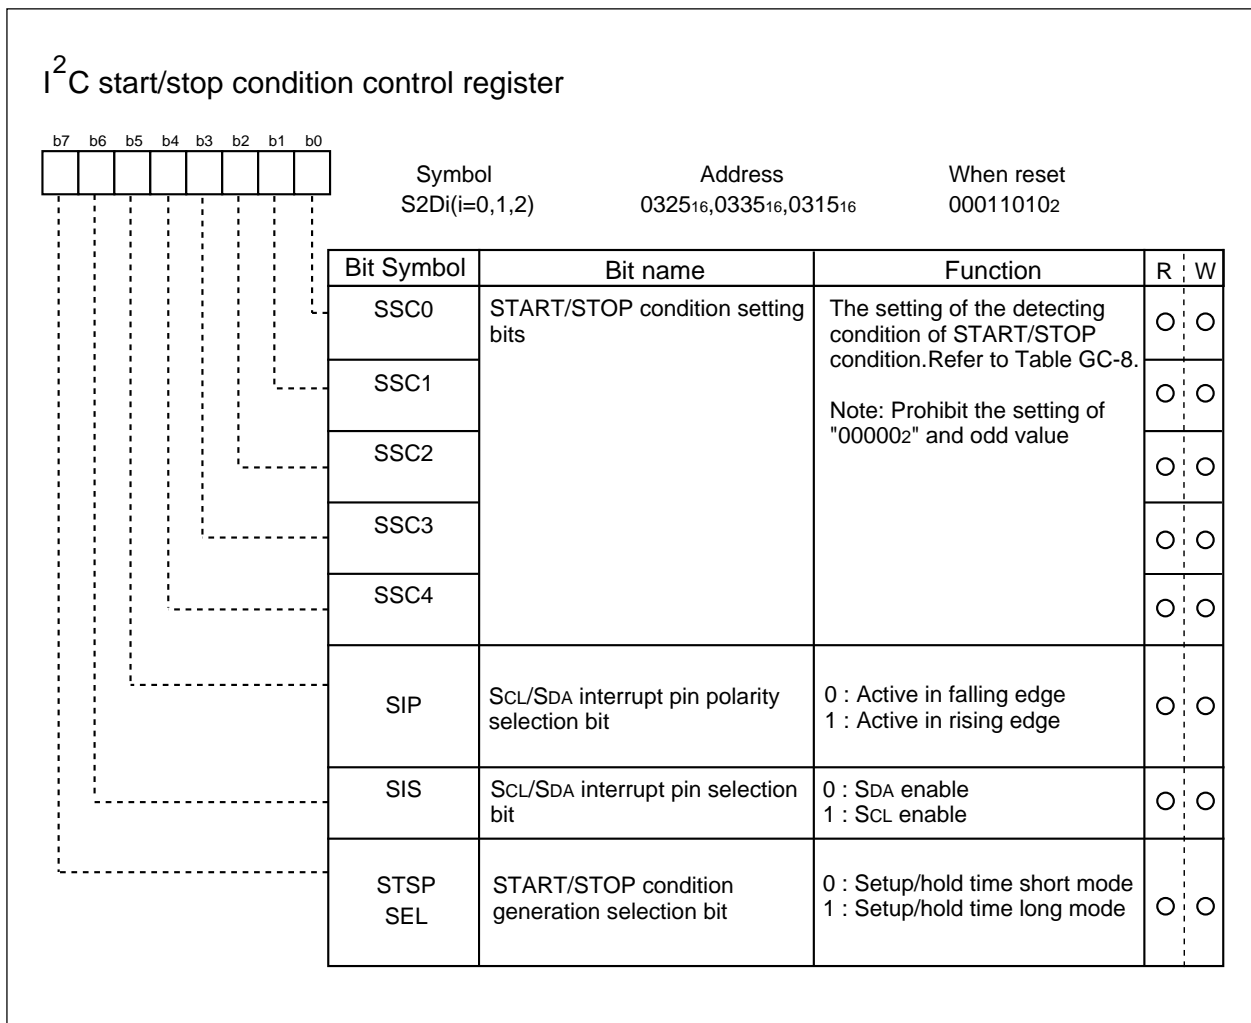 I2C start/stop condition control register
b7 b6 b5 b4 b3 b2 b1 b0
Symbol Address When reset
S2Di(i=0,1,2) 032516,033516,031516 000110102
Bit Symbol Bit name Function R W
SSC0 START/STOP condition setting The setting of the detecting
bits condition of START/STOP
condition.Refer to Table GC-8.
SSC1
Note: Prohibit the setting of
"000002" and odd value
SSC2
SSC3
SSC4
SIP SCL/SDA interrupt pin polarity 0 : Active in falling edge
selection bit 1 : Active in rising edge
SIS SCL/SDA interrupt pin selection 0 : SDA enable
bit 1 : SCL enable
STSP START/STOP condition 0 : Setup/hold time short mode
SEL generation selection bit 1 : Setup/hold time long mode